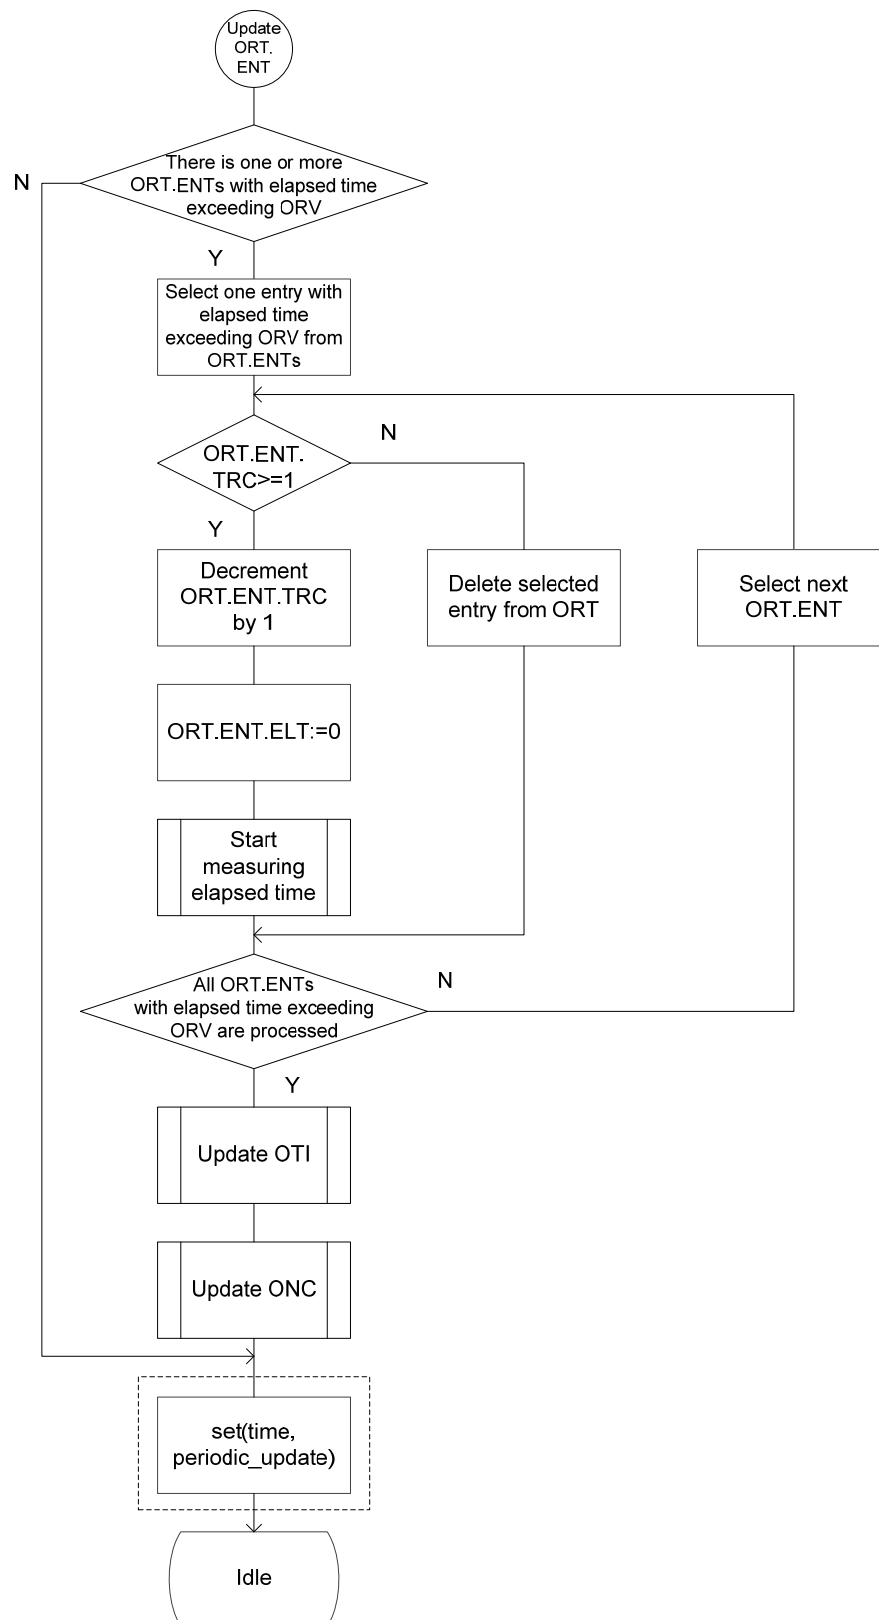 Update
ORT.
ENT
There is one or more
ORT.ENTs with elapsed time
exceeding ORV
N
Y
Select one entry with
elapsed time
exceeding ORV from
ORT.ENTs
ORT.ENT.
TRC>=1
N
Y
Decrement
ORT.ENT.TRC
by 1
Delete selected
entry from ORT
Select next
ORT.ENT
ORT.ENT.ELT:=0
Start
measuring
elapsed time
All ORT.ENTs
with elapsed time exceeding
ORV are processed
N
Y
Update OTI
Update ONC
set(time,
periodic_update)
Idle